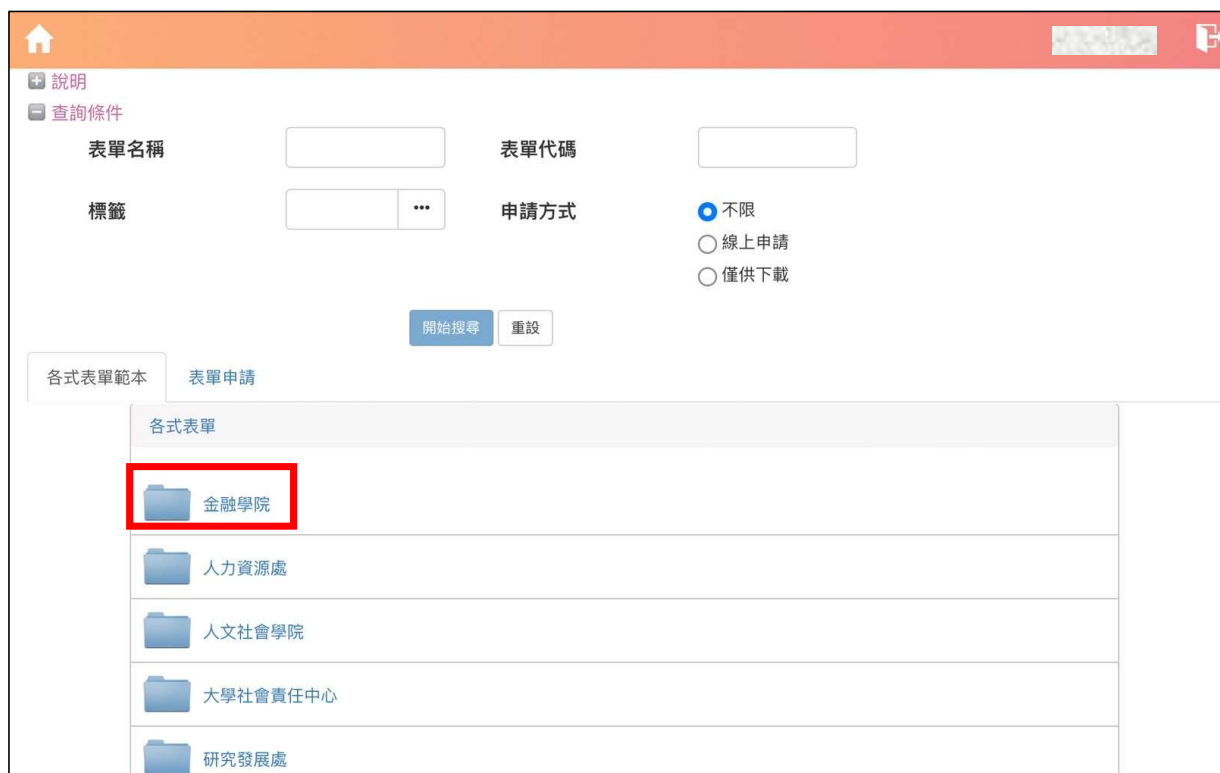 說明
查詢條件
表單名稱 表單代碼
標籤 ••• 申請方式 不限
線上申請
僅供下載
開始搜尋 重設
各式表單範本 表單申請
各式表單
金融學院
人力資源處
人文社會學院
大學社會責任中心
研究發展處